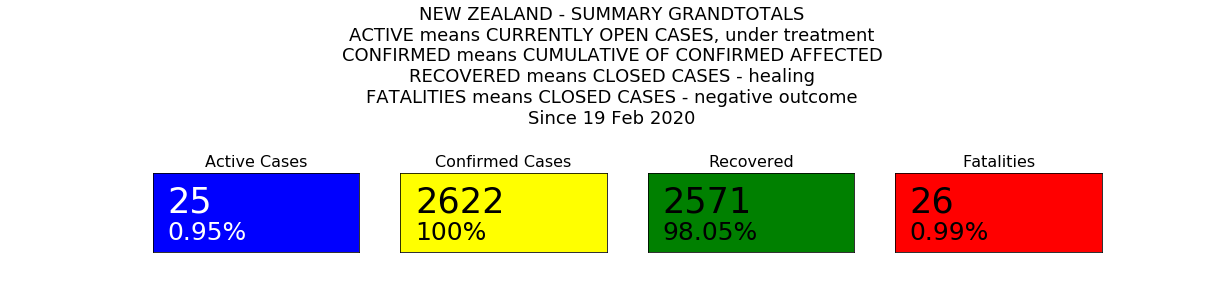 NEW ZEALAND - SUMMARY GRANDTOTALS
ACTIVE means CURRENTLY OPEN CASES, under treatment
CONFIRMED means CUMULATIVE OF CONFIRMED AFFECTED
RECOVERED means CLOSED CASES - healing
FATALITIES means CLOSED CASES - negative outcome
Since 19 Feb 2020
Active Cases
25
0.95%
Confirmed Cases
2622
100%
Recovered
2571
98.05%
Fatalities
26
0.99%